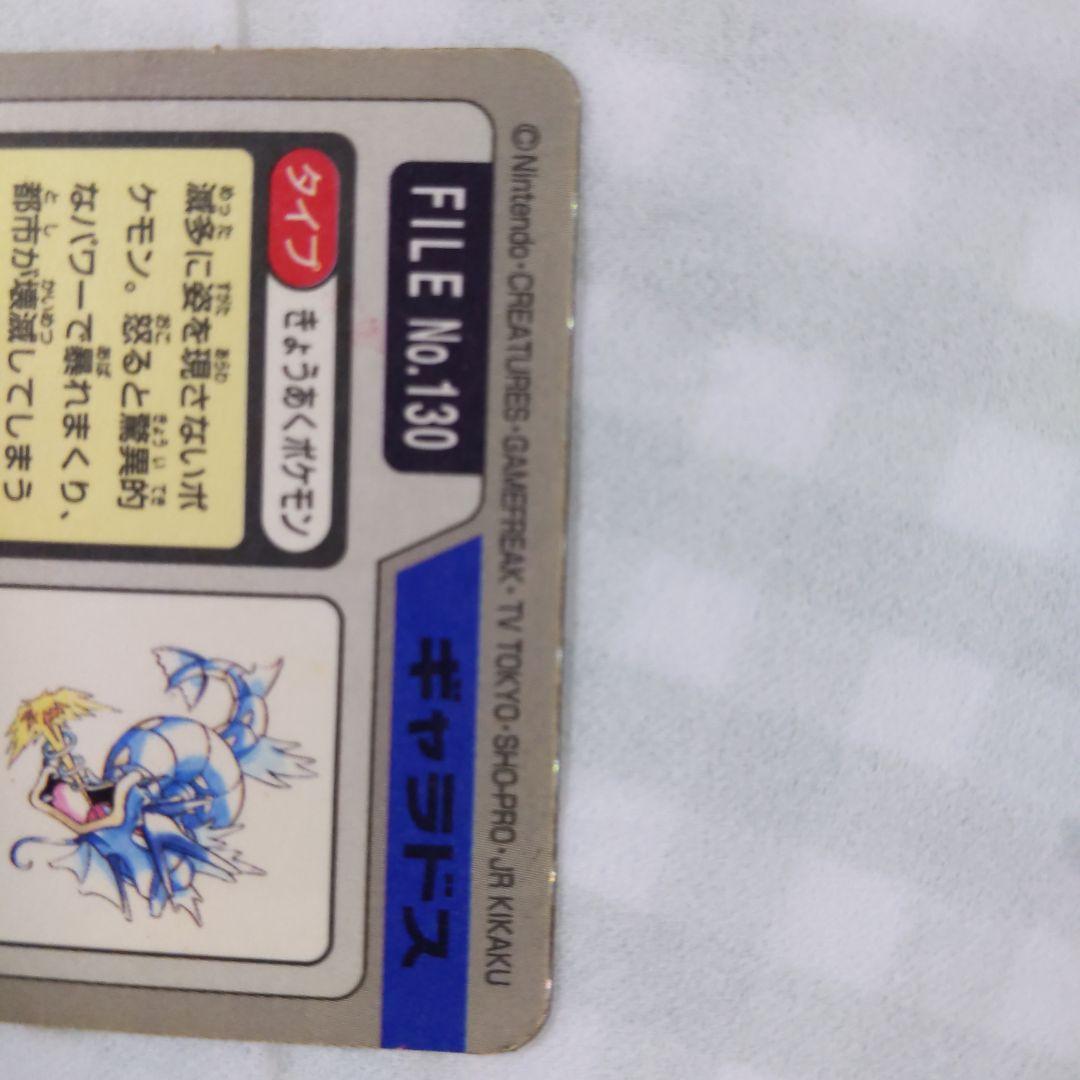 ©Nintendo・CREATURES・GAMEFREAK・TV TOKYO・SHO-PRO・JR KIKAKU
FILE No.130
ギャラドス
タイプ
きょうあくポケモン
滅多に姿を現さないポ
ケモン。怒ると驚異的
なパワーで暴れまくり、
都市が壊滅してしまう